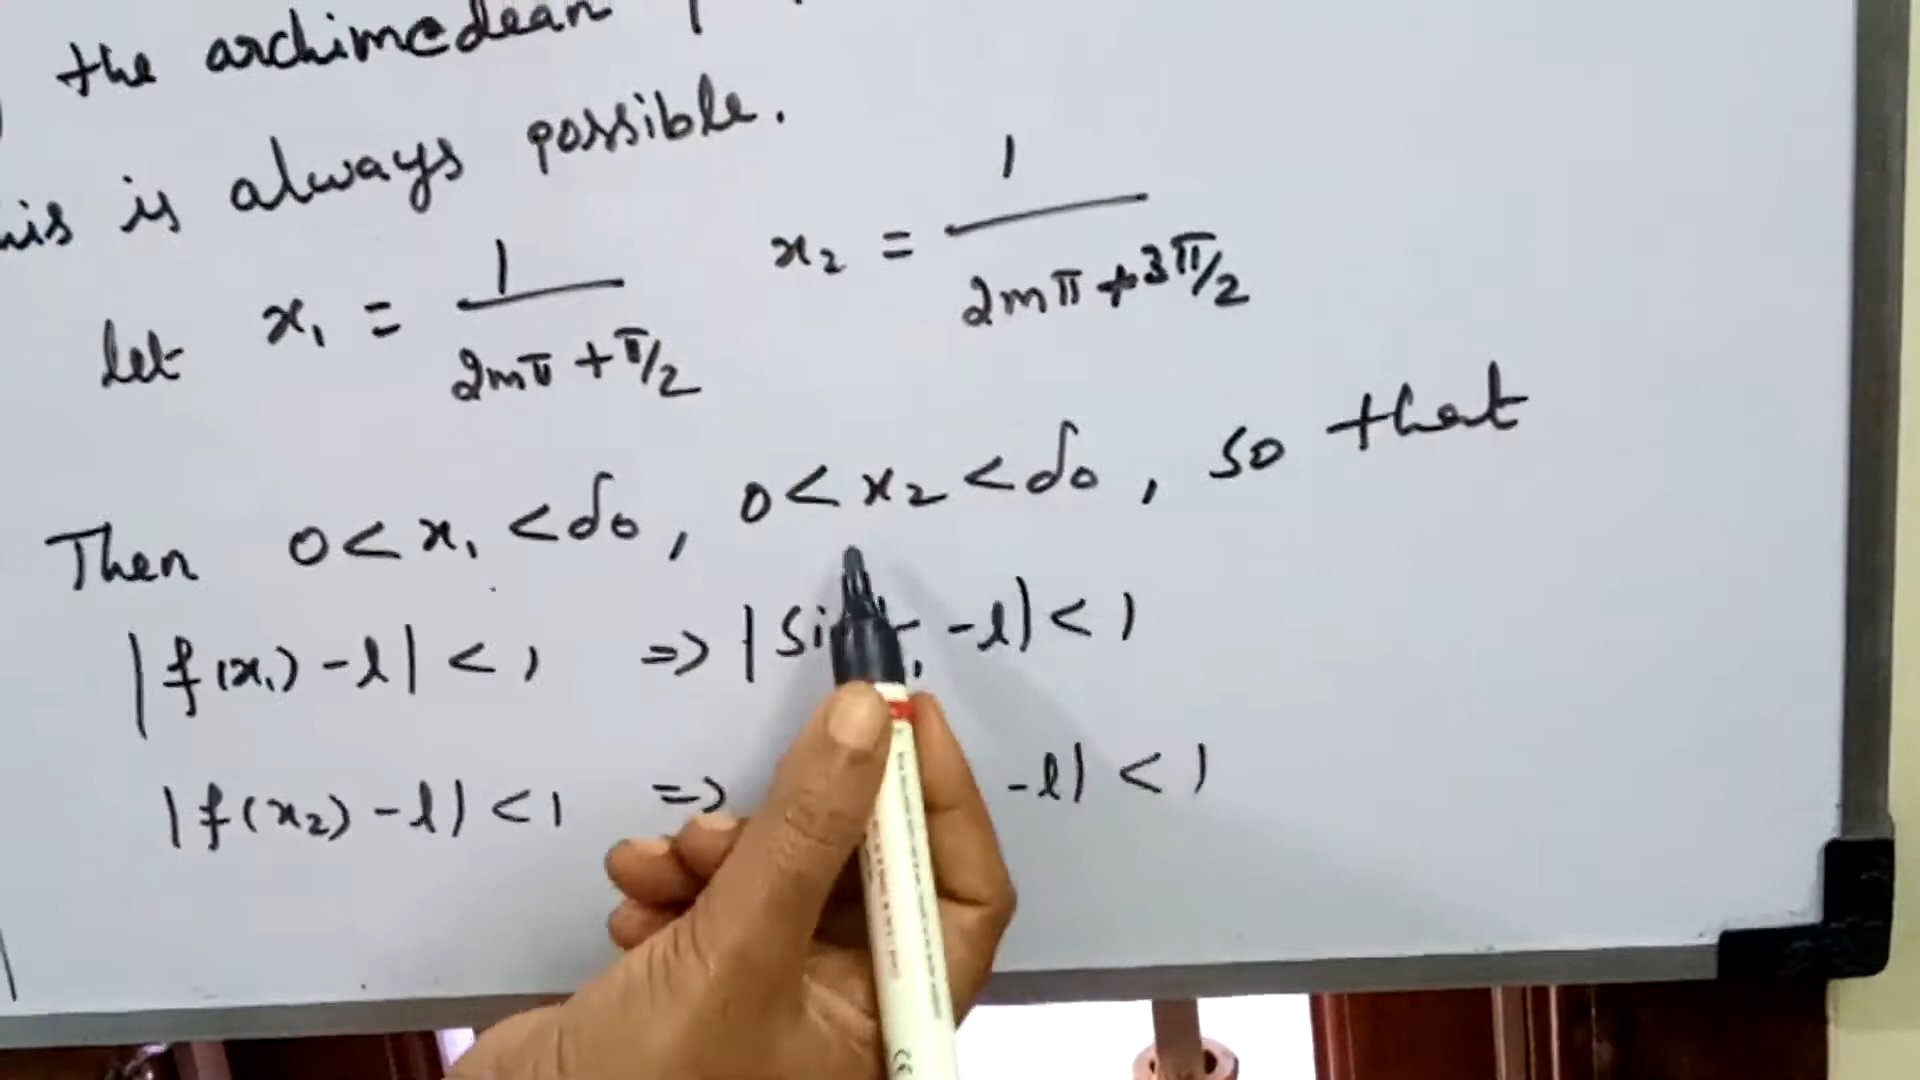 the archimedean
is always possible.
let x₁ = 1/(2mπ + π/2) x₂ = 1/(2mπ + 3π/2)
Then 0 < x₁ < δ₀, 0 < x₂ < δ₀, so that
|f(x₁) - l| < 1 => | - l| < 1
|f(x₂) - l| < 1 => - l| < 1